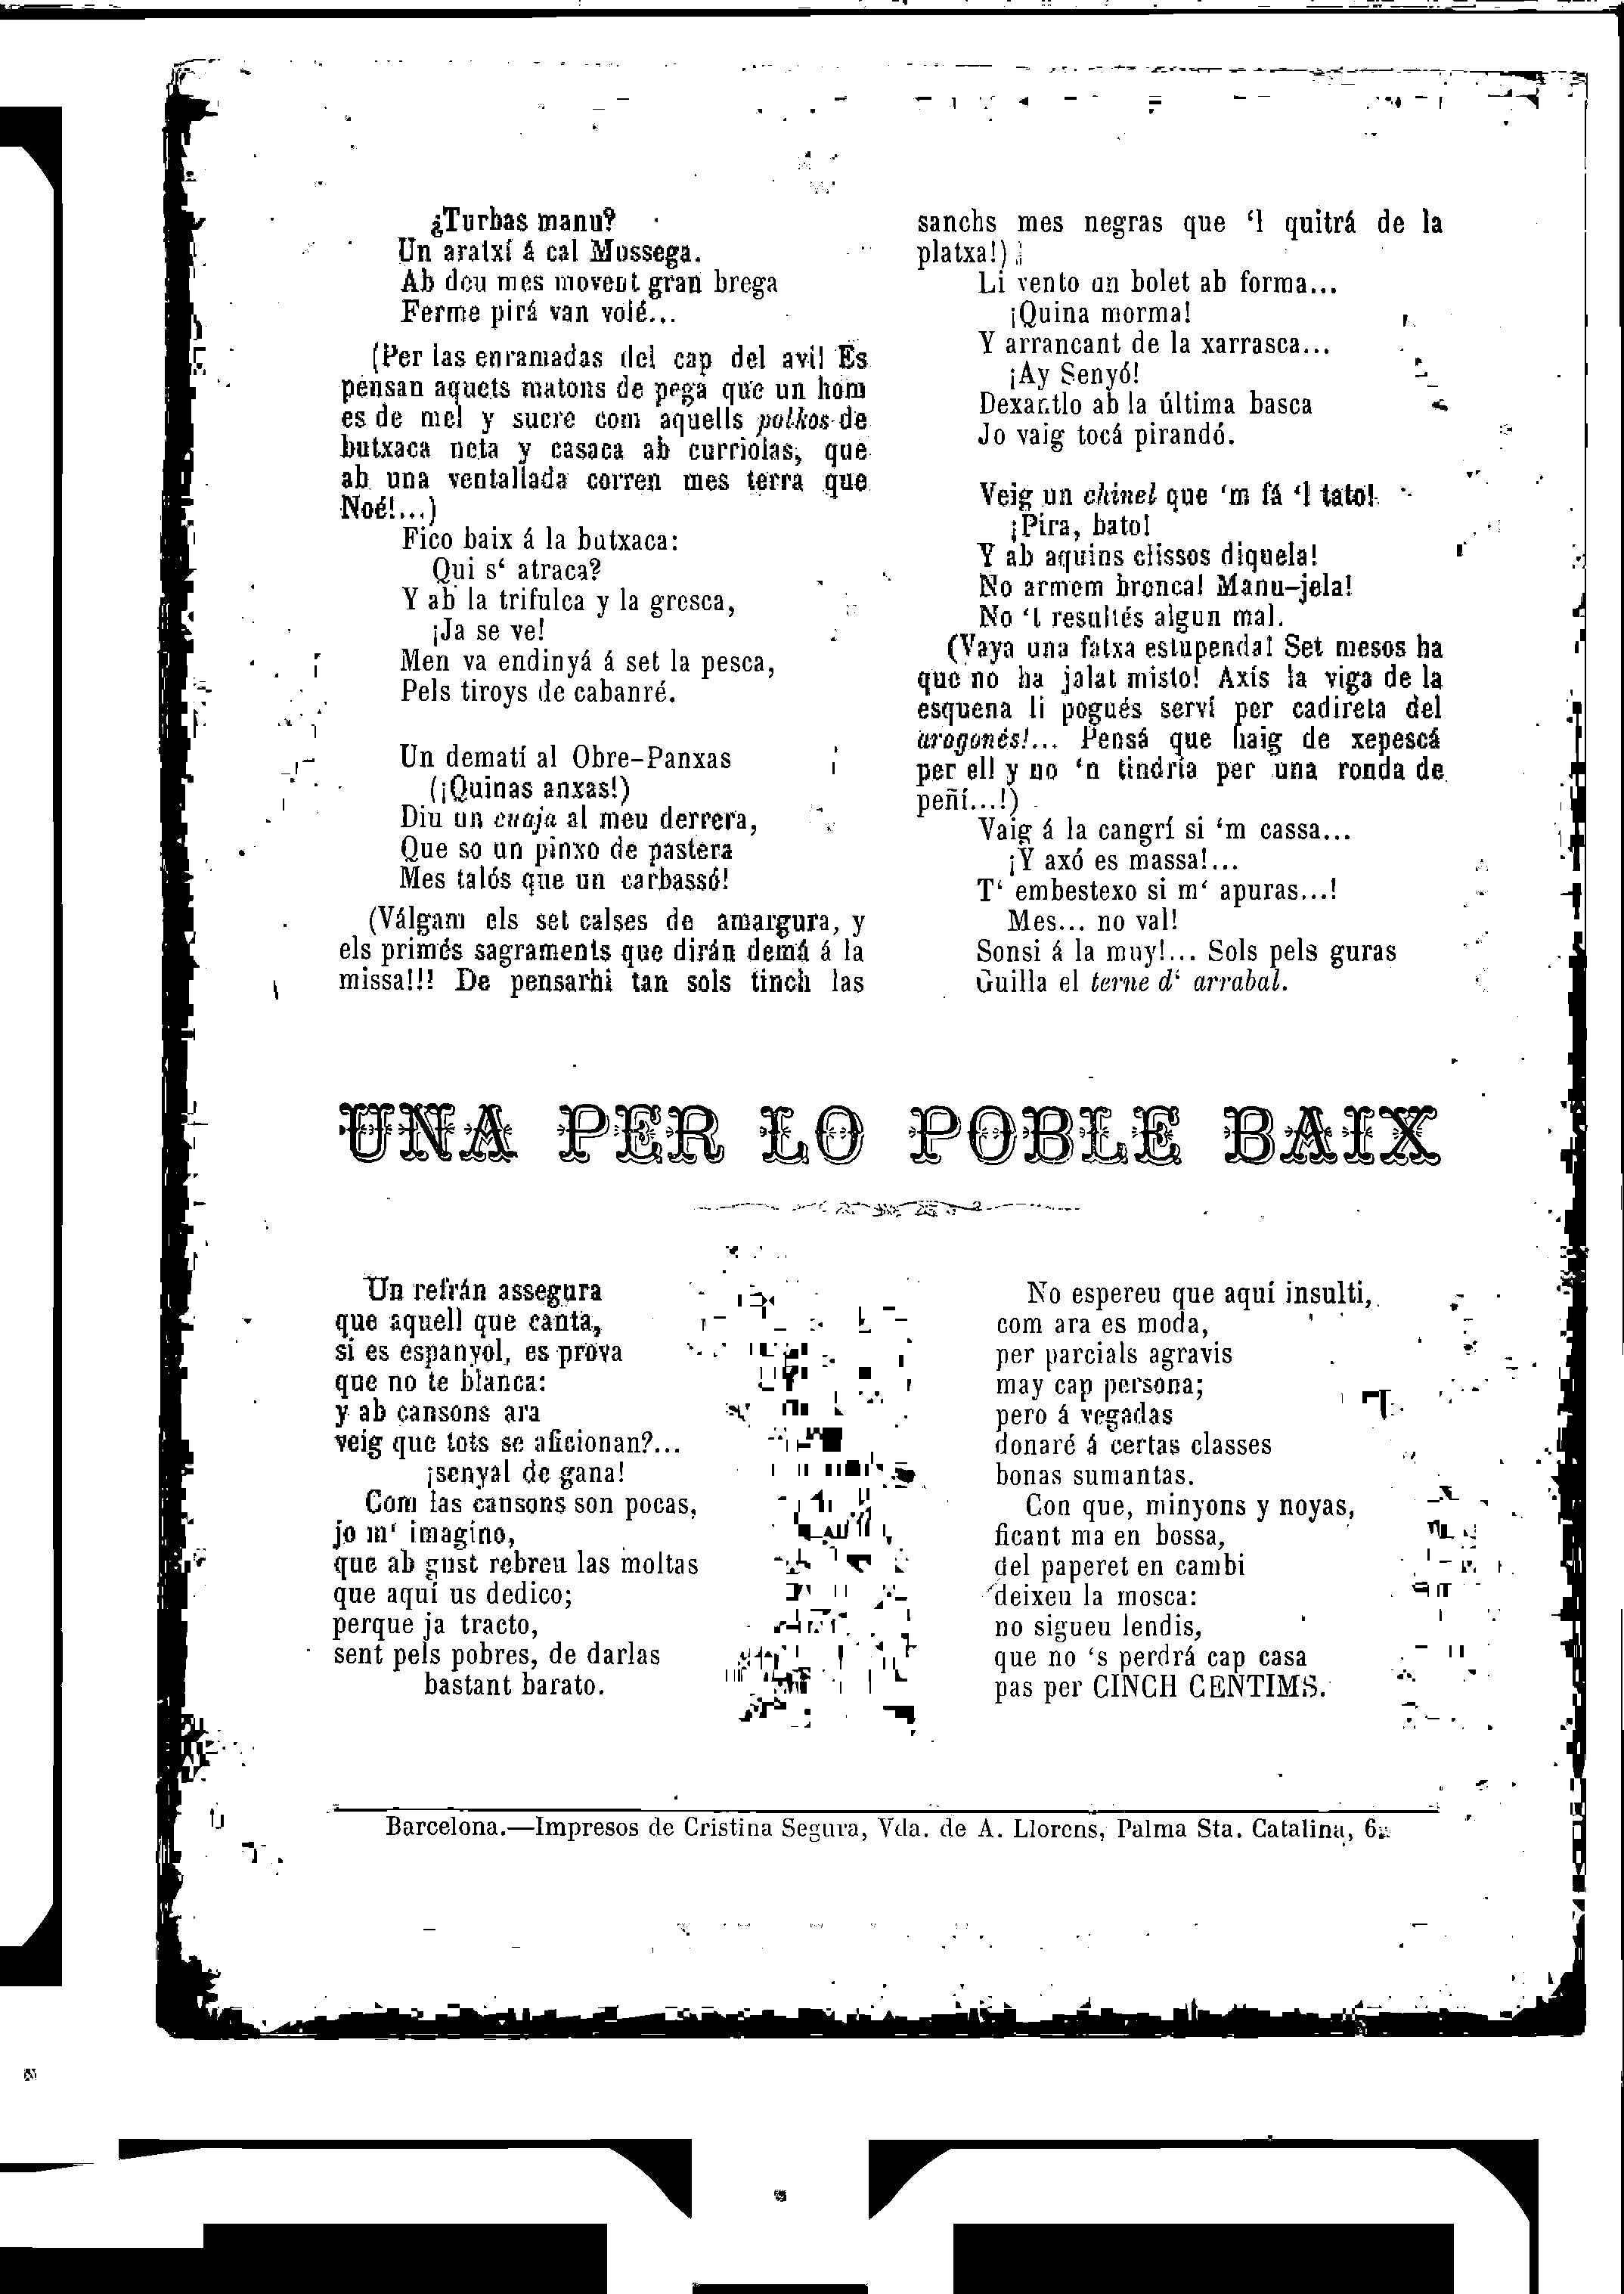 ¿Turbas manu?
Un aratxí á cal Mussega.
Ab deu mes movent gran brega
Ferme pirá van volé...
(Per las enramadas del cap del avi! Es
pensan aquets matons de pega que un hom
es de mel y sucre com aquells polkos de
butxaca neta y casaca ab curriolas, que
ab una ventallada corren mes terra que
Noé!...)
Fico baix á la butxaca:
Qui s‘ atraca?
Y ab la trifulca y la gresca,
¡Ja se ve!
Men va endinyá á set la pesca,
Pels tiroys de cabanré.
Un dematí al Obre-Panxas
(¡Quinas anxas!)
Diu un cuaja al meu derrera,
Que so un pinxo de pastera
Mes talós que un carbassó!
(Válgam els set calses de amargura, y
els primés sagraments que dirán demá á la
missa!!! De pensarhi tan sols tinch las
sanchs mes negras que ‘l quitrá de la
platxa!)
Li vento un bolet ab forma...
¡Quina morma!
Y arrancant de la xarrasca...
¡Ay Senyó!
Dexantlo ab la última basca
Jo vaig tocá pirandó.
Veig un chinel que ‘m fá ‘l tato!
¡Pira, bato!
Y ab aquins clissos diquela!
No armem bronca! Manu-jela!
No ‘t resultés algun mal.
(Vaya una fatxa estupenda! Set mesos ha
que no ha jalat misto! Axís la viga de la
esquena li pogués serví per cadireta del
aragonés!... Pensá que haig de xepescá
per ell y no ‘n tindria per una ronda de
peñí...!)
Vaig á la cangrí si ‘m cassa...
¡Y axó es massa!...
T‘ embestexo si m‘ apuras...!
Mes... no val!
Sonsi á la muy!... Sols pels guras
Guilla el terne d‘ arrabal.
UNA PER LO POBLE BAIX
Un refrán assegura
que aquell que canta,
si es espanyol, es prova
que no te blanca:
y ab cansons ara
veig que tots se aficionan?...
¡senyal de gana!
Com las cansons son pocas,
jo m‘ imagino,
que ab gust rebreu las moltas
que aquí us dedico;
perque ja tracto,
sent pels pobres, de darlas
bastant barato.
No espereu que aquí insulti,
com ara es moda,
per parcials agravis
may cap persona;
pero á vegadas
donaré á certas classes
bonas sumantas.
Con que, minyons y noyas,
ficant ma en bossa,
del paperet en cambi
deixeu la mosca:
no sigueu lendis,
que no ‘s perdrá cap casa
pas per CINCH CENTIMS.
Barcelona.—Impresos de Cristina Segura, Vda. de A. Llorens, Palma Sta. Catalina, 6.